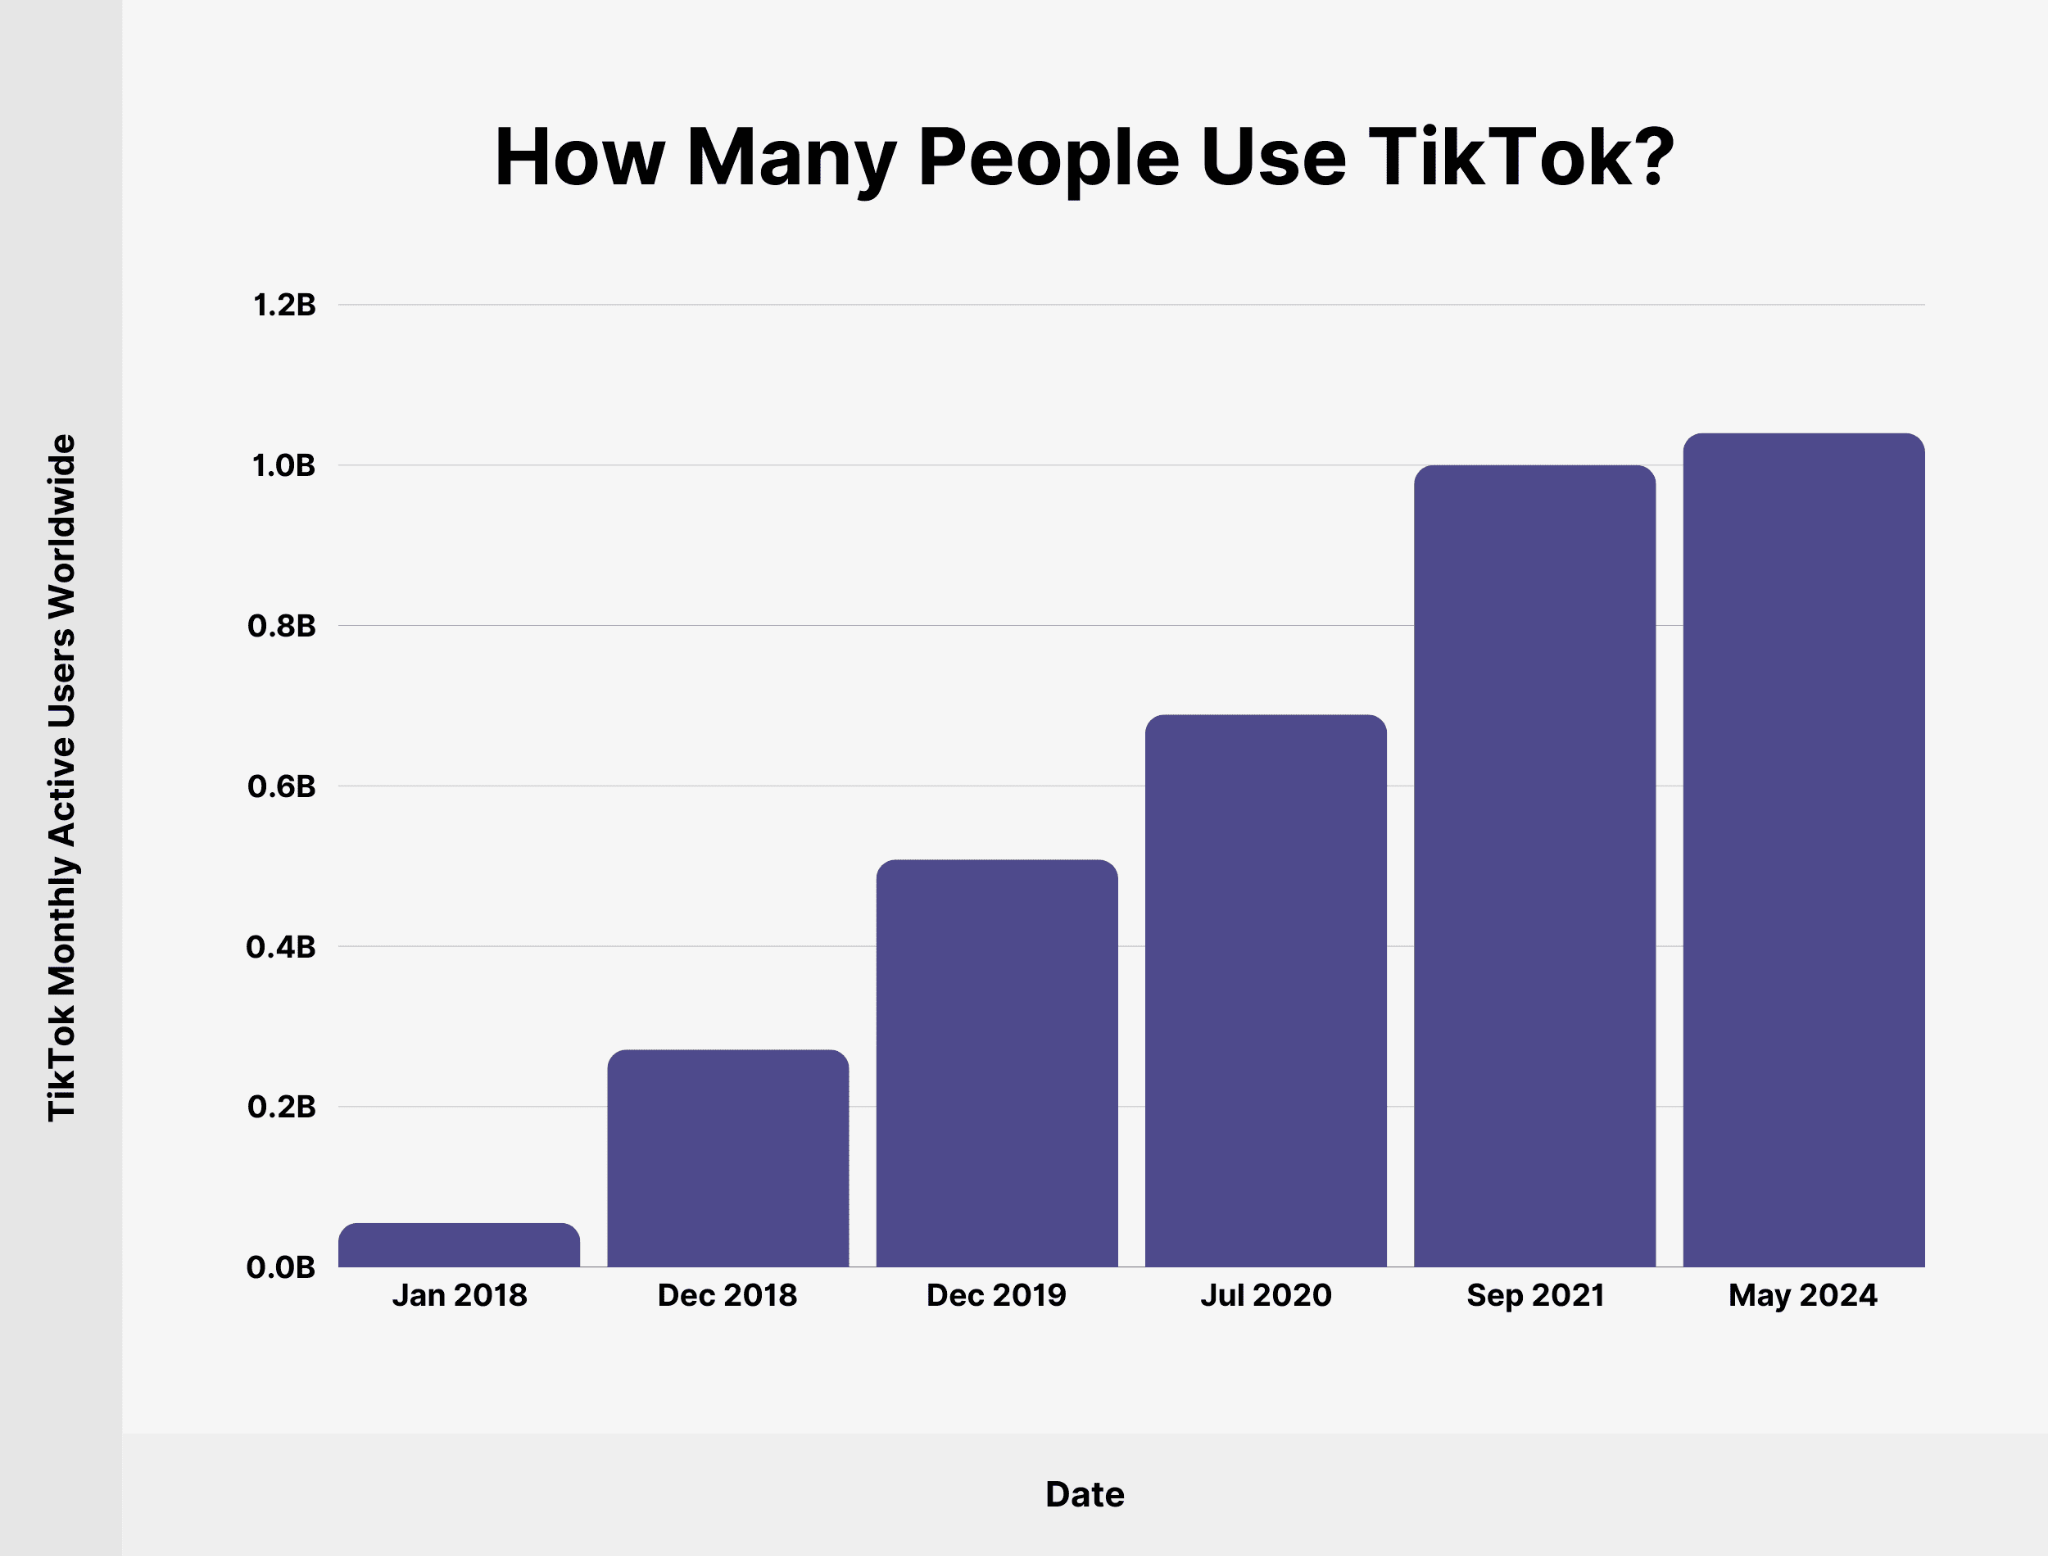 How Many People Use TikTok?
TikTok Monthly Active Users Worldwide
1.2B
1.0B
0.8B
0.6B
0.4B
0.2B
0.0B
Jan 2018
Dec 2018
Dec 2019
Jul 2020
Sep 2021
May 2024
Date